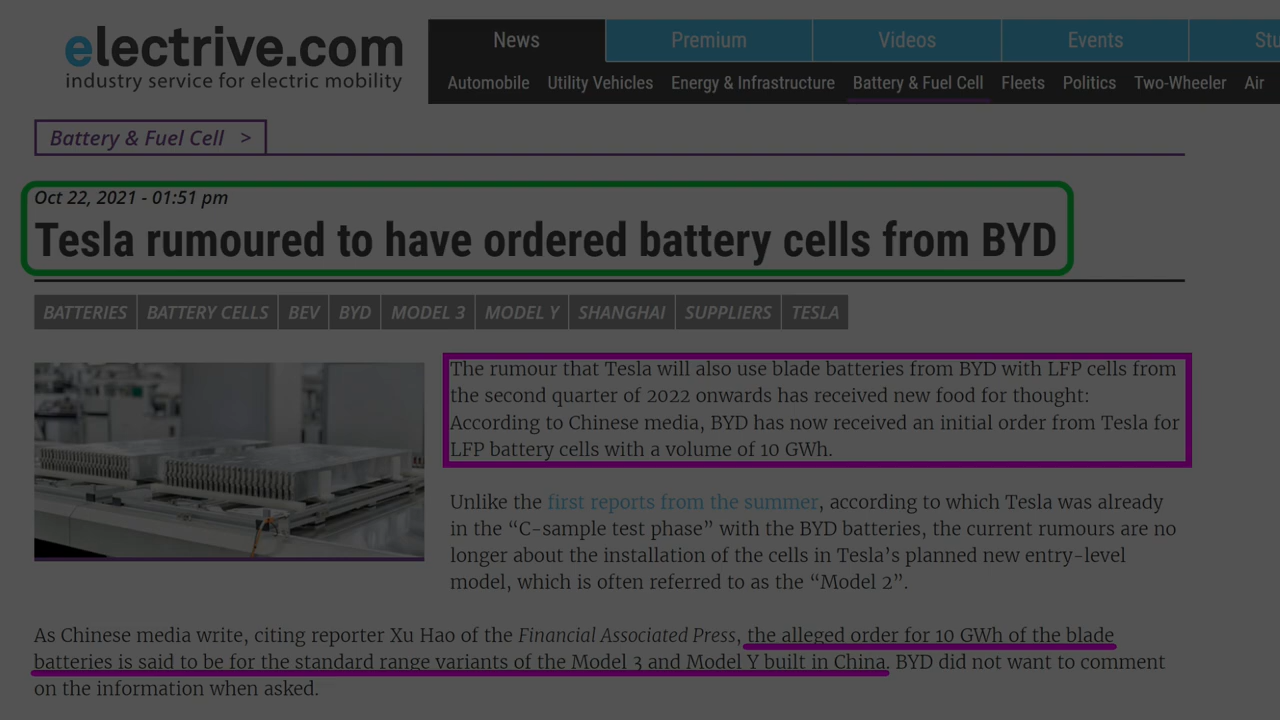 electrive.com
industry service for electric mobility
News Premium Videos Events Stu
Automobile Utility Vehicles Energy & Infrastructure Battery & Fuel Cell Fleets Politics Two-Wheeler Air
Battery & Fuel Cell >
Oct 22, 2021 - 01:51 pm
Tesla rumoured to have ordered battery cells from BYD
BATTERIES BATTERY CELLS BEV BYD MODEL 3 MODEL Y SHANGHAI SUPPLIERS TESLA
The rumour that Tesla will also use blade batteries from BYD with LFP cells from
the second quarter of 2022 onwards has received new food for thought:
According to Chinese media, BYD has now received an initial order from Tesla for
LFP battery cells with a volume of 10 GWh.
Unlike the first reports from the summer, according to which Tesla was already
in the “C-sample test phase” with the BYD batteries, the current rumours are no
longer about the installation of the cells in Tesla’s planned new entry-level
model, which is often referred to as the “Model 2”.
As Chinese media write, citing reporter Xu Hao of the Financial Associated Press, the alleged order for 10 GWh of the blade
batteries is said to be for the standard range variants of the Model 3 and Model Y built in China. BYD did not want to comment
on the information when asked.